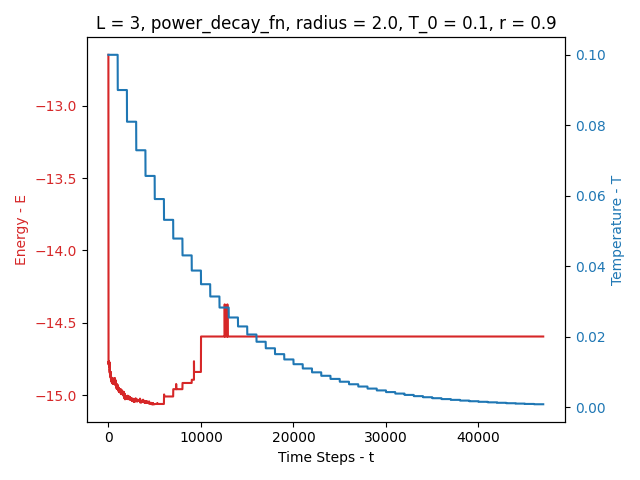 L = 3, power_decay_fn, radius = 2.0, T_0 = 0.1, r = 0.9
Energy - E
−13.0
−13.5
−14.0
−14.5
−15.0
0.10
0.08
0.06
0.04
0.02
0.00
Temperature - T
0 10000 20000 30000 40000
Time Steps - t